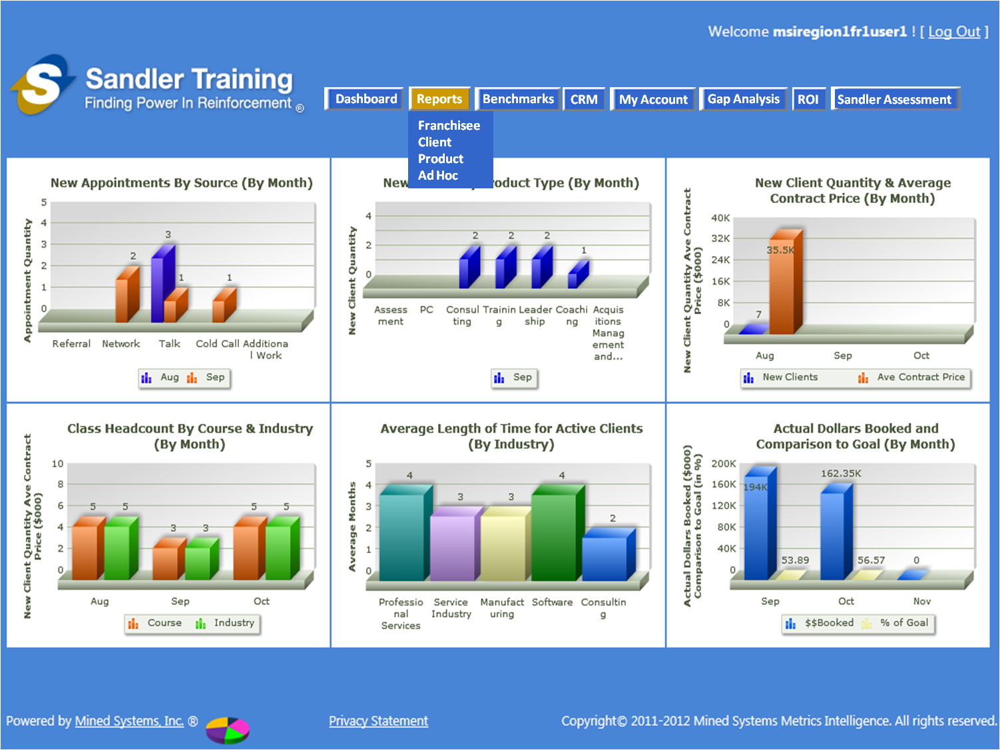 Welcome msiregion1fr1user1 ! [ Log Out ]
S
Sandler Training
Finding Power In Reinforcement ®
Dashboard
Reports
Benchmarks
CRM
My Account
Gap Analysis
ROI
Sandler Assessment
Franchisee
Client
Product
Ad Hoc
New Appointments By Source (By Month)
Appointment Quantity
5
4
3
2
1
0
2
3
1
1
Referral
Network
Talk
Cold Call
Additiona
l Work
Aug
Sep
New
roduct Type (By Month)
New Client Quantity
4
2
0
2
2
2
1
Assess
ment
PC
Consul
ting
Trainin
g
Leader
ship
Coachi
ng
Acquis
itions
Manag
ement
and...
Sep
New Client Quantity & Average
Contract Price (By Month)
New Client Quantity Ave Contract
Price ($000)
40K
32K
24K
16K
8K
0
7
35.5K
Aug
Sep
Oct
New Clients
Ave Contract Price
Class Headcount By Course & Industry
(By Month)
New Client Quantity Ave Contract
Price ($000)
10
8
6
4
2
0
5
5
3
3
5
5
Aug
Sep
Oct
Course
Industry
Average Length of Time for Active Clients
(By Industry)
Average Months
5
4
3
2
1
0
4
3
3
4
2
Professio
nal
Services
Service
Industry
Manufact
uring
Software
Consultin
g
Actual Dollars Booked and
Comparison to Goal (By Month)
Actual Dollars Booked ($000)
Comparison to Goal (in %)
200K
160K
120K
80K
40K
0
194K
53.89
162.35K
56.57
0
Sep
Oct
Nov
$$Booked
% of Goal
Powered by Mined Systems, Inc. ®
Privacy Statement
Copyright© 2011-2012 Mined Systems Metrics Intelligence. All rights reserved.